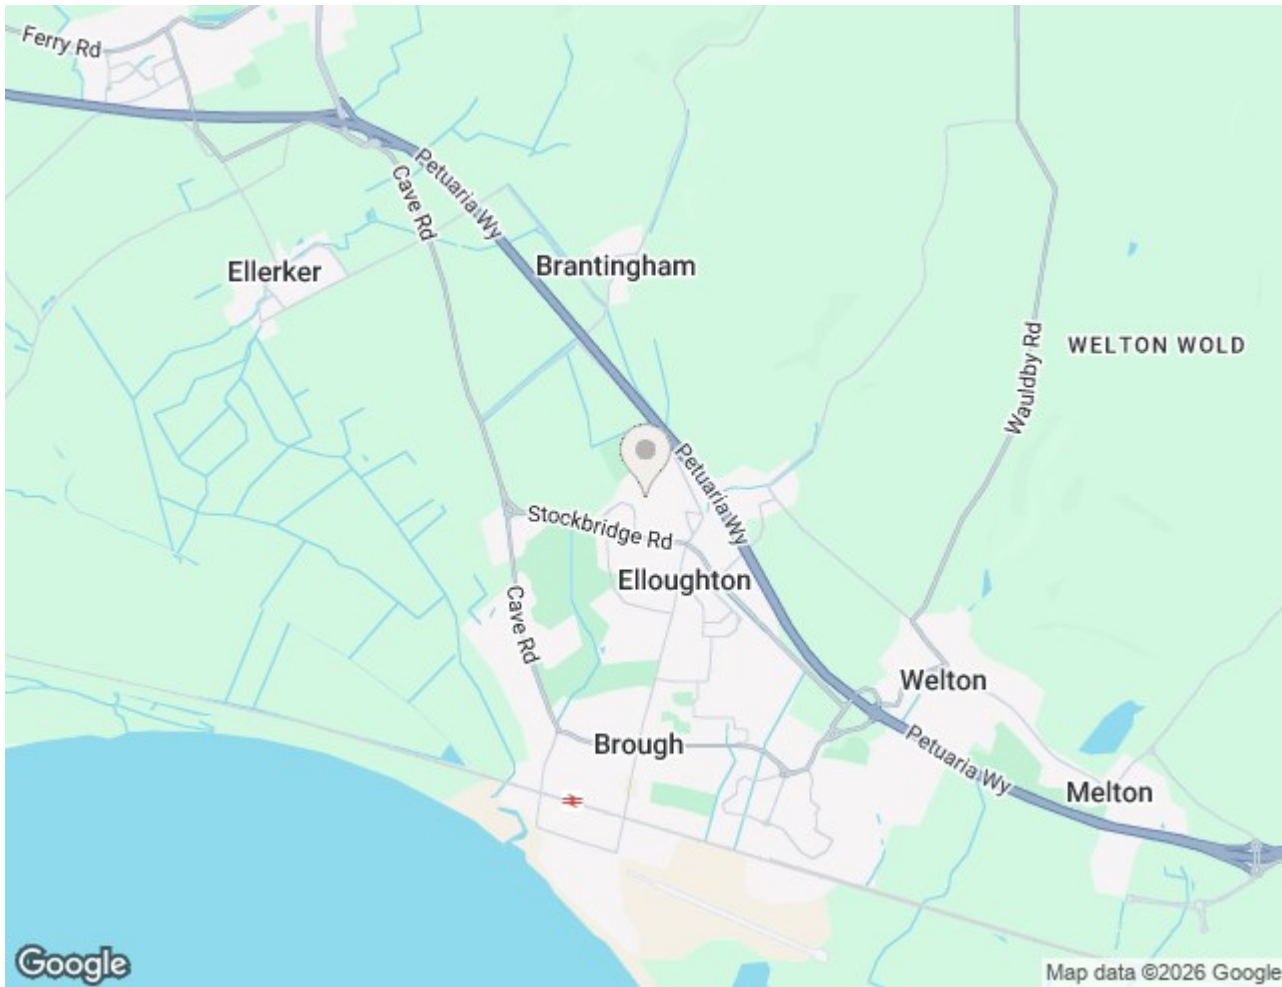 Ferry Rd
Petuaria Wy
Cave Rd
Ellerker
Brantingham
WELTON WOLD
Wauldby Rd
Petuaria Wy
Stockbridge Rd
Elloughton
Cave Rd
Welton
Brough
Petuaria Wy
Melton
Google
Map data ©2026 Google